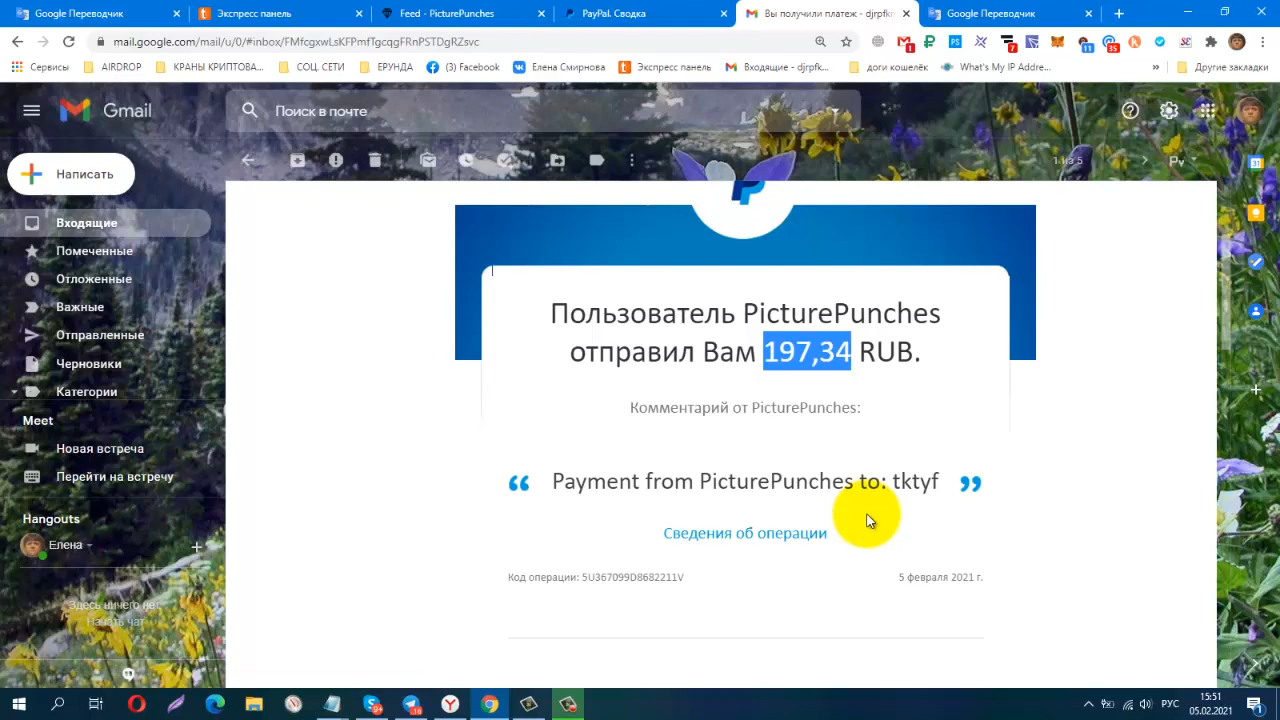 Google Переводчик
Экспресс панель
Feed - PicturePunches
PayPal. Сводка
Вы получили платеж - djrpfk
Google Переводчик
mail.google.com/mail/u/0/#inbox/FMfcgxwLsKFPmfTgcqgFRnPSTDgRZsvc
Сервисы
AIRDROP
КРАНЫ КРИПТОВА...
СОЦ. СЕТИ
ЕРУНДА
(3) Facebook
Елена Смирнова
Экспресс панель
Входящие - djrpfk...
доги кошелёк
What's My IP Addre...
»
Другие закладки
Gmail
Поиск в почте
Написать
1 из 5
Входящие
Помеченные
Отложенные
Важные
Отправленные
Черновики
Категории
Meet
Новая встреча
Перейти на встречу
Hangouts
Елена
Здесь ничего нет.
Начать чат
Пользователь PicturePunches
отправил Вам 197,34 RUB.
Комментарий от PicturePunches:
“ Payment from PicturePunches to: tktyf ”
Сведения об операции
Код операции: 5U367099D8682211V
5 февраля 2021 г.
РУС
15:51
05.02.2021